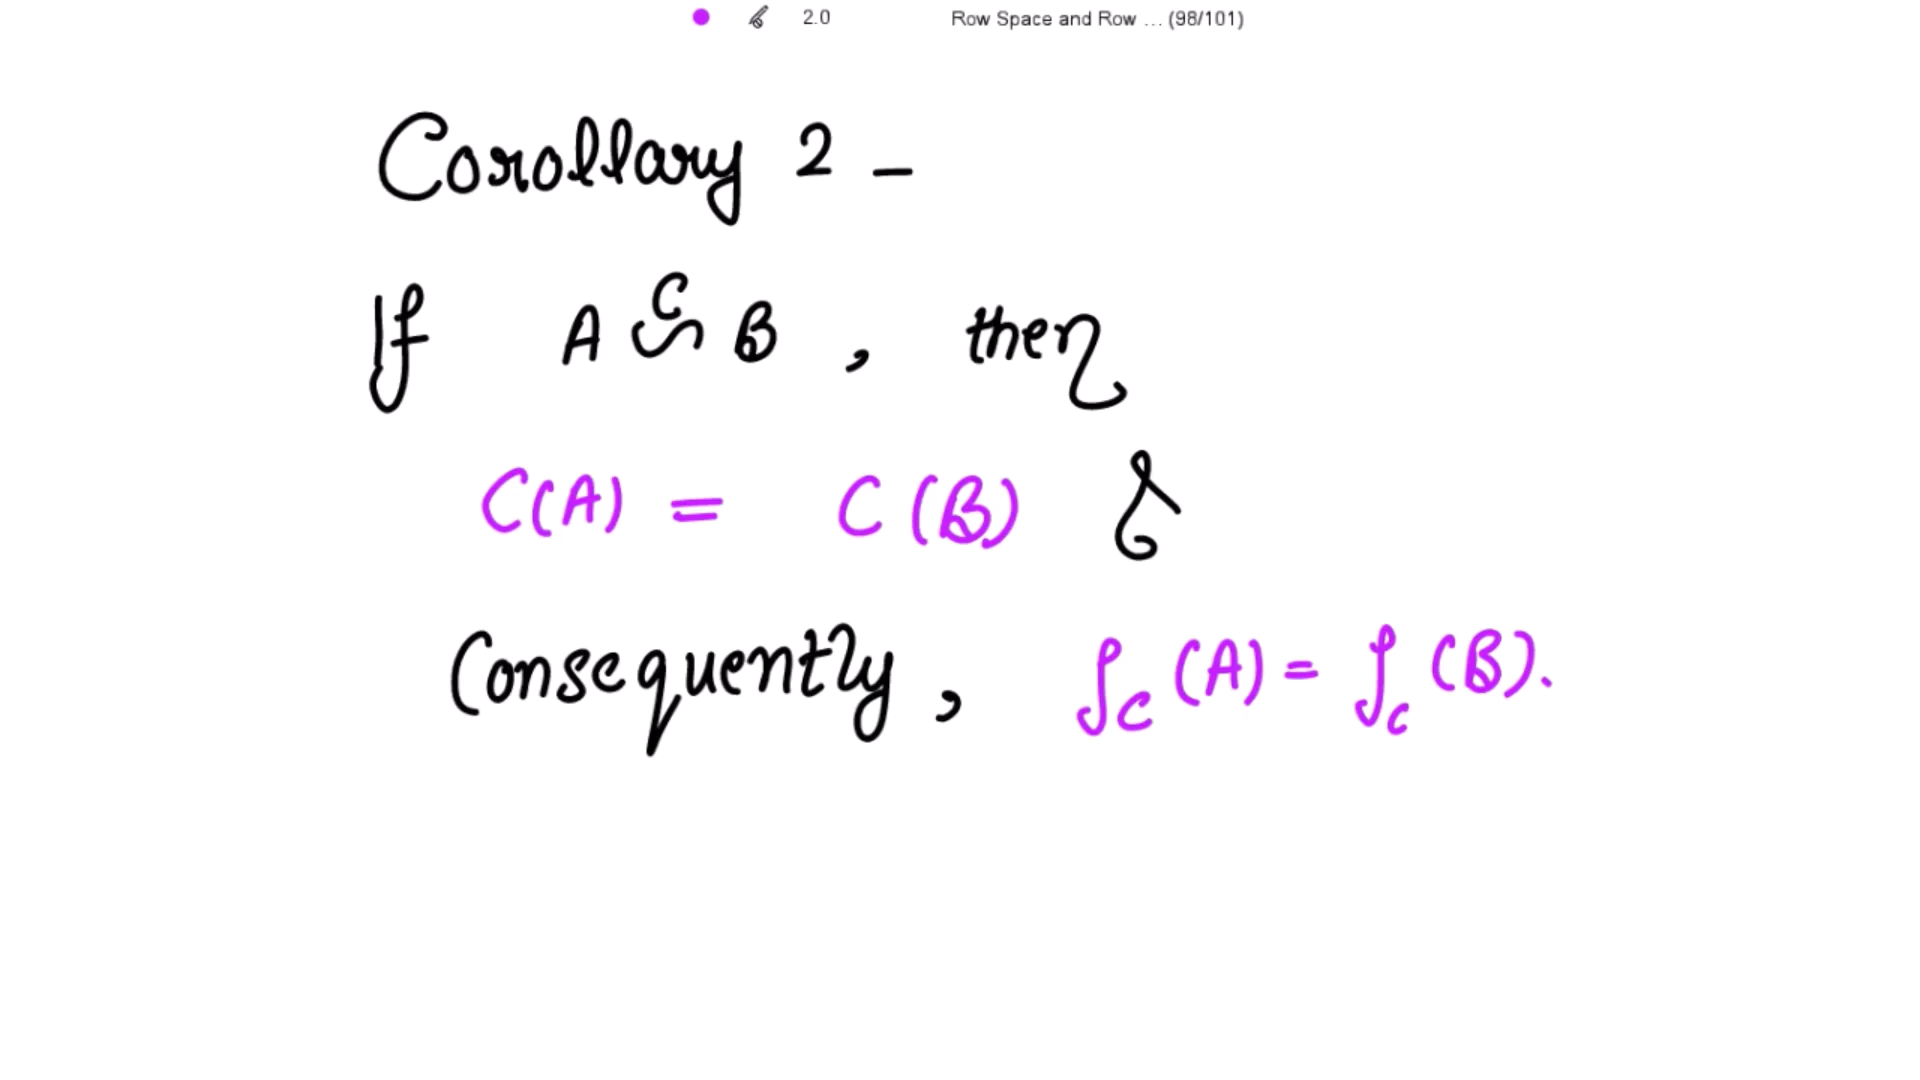 2.0 Row Space and Row ... (98/101)
Corollary 2 -
If A C∽ B , then
C(A) = C(B) &
Consequently, ρc(A) = ρc(B).